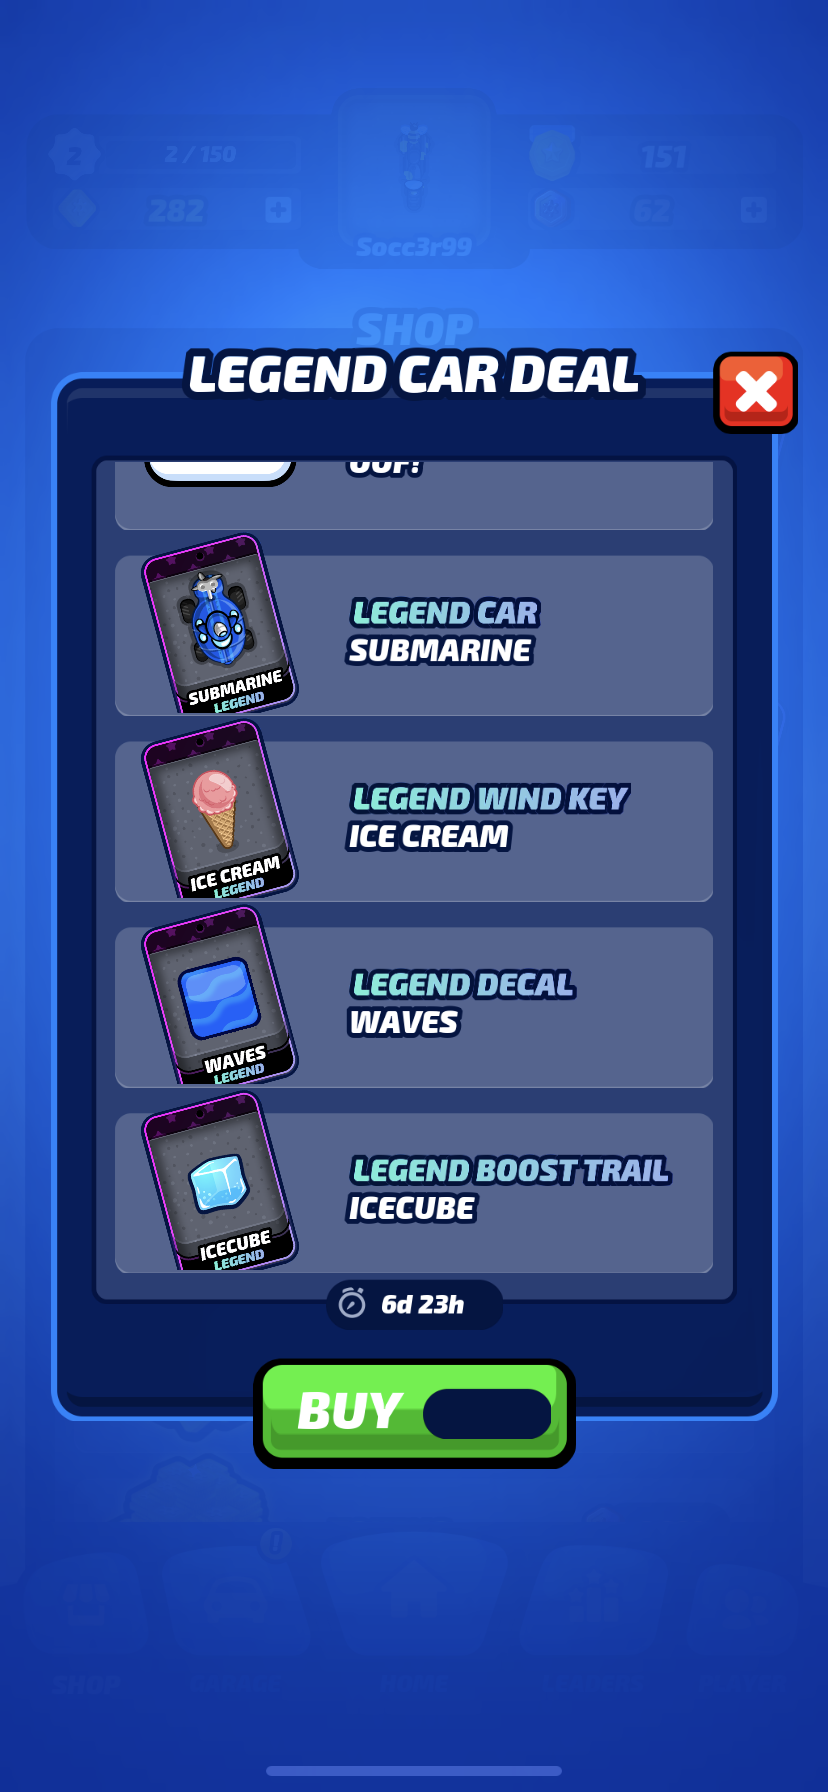 2
2 / 150
151
282
62
Socc3r99
SHOP
LEGEND CAR DEAL
OOF!
SUBMARINE
LEGEND
LEGEND CAR
SUBMARINE
ICE CREAM
LEGEND
LEGEND WIND KEY
ICE CREAM
WAVES
LEGEND
LEGEND DECAL
WAVES
ICECUBE
LEGEND
LEGEND BOOST TRAIL
ICECUBE
6d 23h
BUY
SHOP